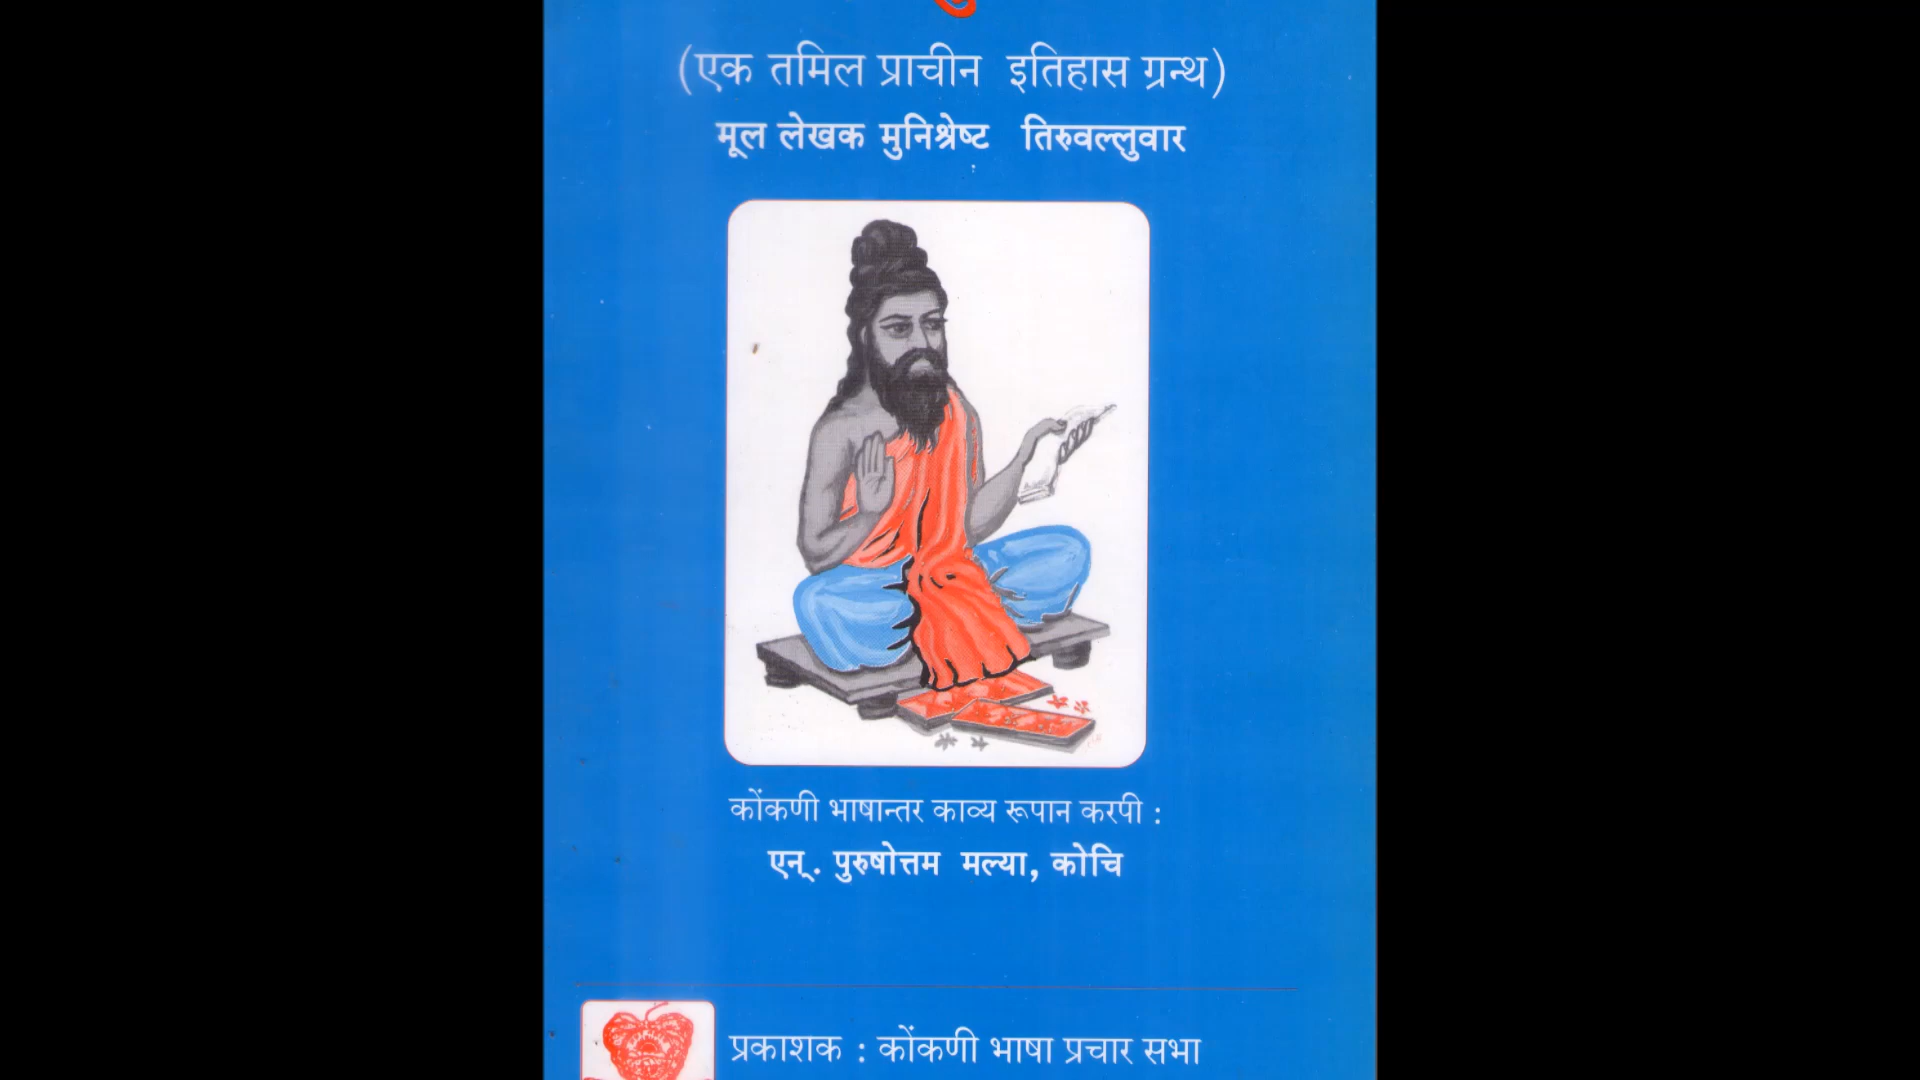 (एक तमिल प्राचीन इतिहास ग्रन्थ)
मूल लेखक मुनिश्रेष्ट तिरुवल्लुवार
कोंकणी भाषान्तर काव्य रूपान करपी :
एन्. पुरुषोत्तम मल्या, कोचि
प्रकाशक : कोंकणी भाषा प्रचार सभा